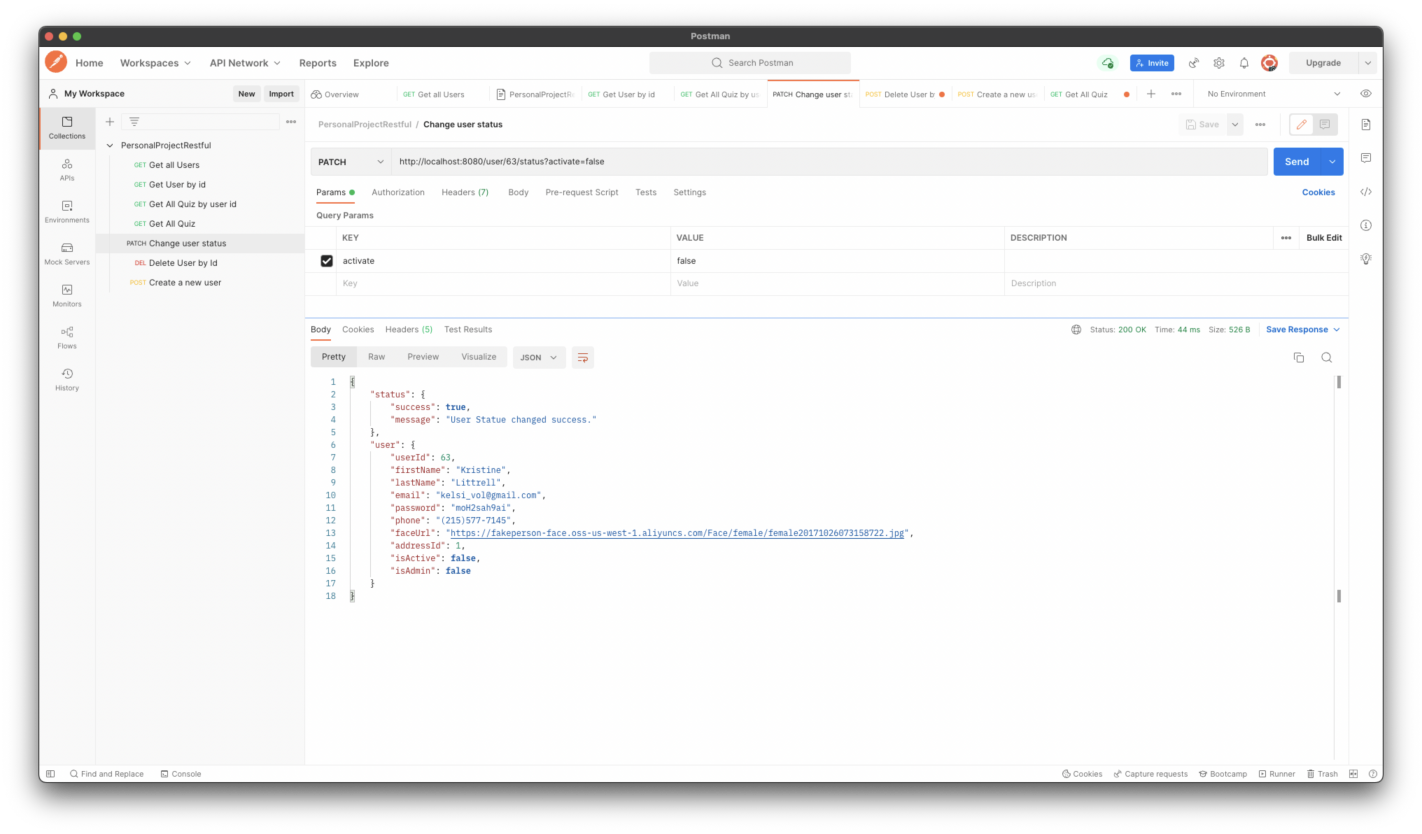 Postman
Home Workspaces API Network Reports Explore Search Postman Invite Upgrade
My Workspace New Import Overview GET Get all Users PersonalProjectRe GET Get User by id GET Get All Quiz by us PATCH Change user st POST Delete User by POST Create a new us GET Get All Quiz No Environment
Collections
APIs
Environments
Mock Servers
Monitors
Flows
History
PersonalProjectRestful
GET Get all Users
GET Get User by id
GET Get All Quiz by user id
GET Get All Quiz
PATCH Change user status
DEL Delete User by Id
POST Create a new user
PersonalProjectRestful / Change user status Save
PATCH http://localhost:8080/user/63/status?activate=false Send
Params Authorization Headers (7) Body Pre-request Script Tests Settings Cookies
Query Params
KEY VALUE DESCRIPTION Bulk Edit
activate false
Key Value Description
Body Cookies Headers (5) Test Results Status: 200 OK Time: 44 ms Size: 526 B Save Response
Pretty Raw Preview Visualize JSON
1 {
2 "status": {
3 "success": true,
4 "message": "User Statue changed success."
5 },
6 "user": {
7 "userId": 63,
8 "firstName": "Kristine",
9 "lastName": "Littrell",
10 "email": "kelsi_vol@gmail.com",
11 "password": "moH2sah9ai",
12 "phone": "(215)577-7145",
13 "faceUrl": "https://fakeperson-face.oss-us-west-1.aliyuncs.com/Face/female/female20171026073158722.jpg",
14 "addressId": 1,
15 "isActive": false,
16 "isAdmin": false
17 }
18 }
Find and Replace Console Cookies Capture requests Bootcamp Runner Trash